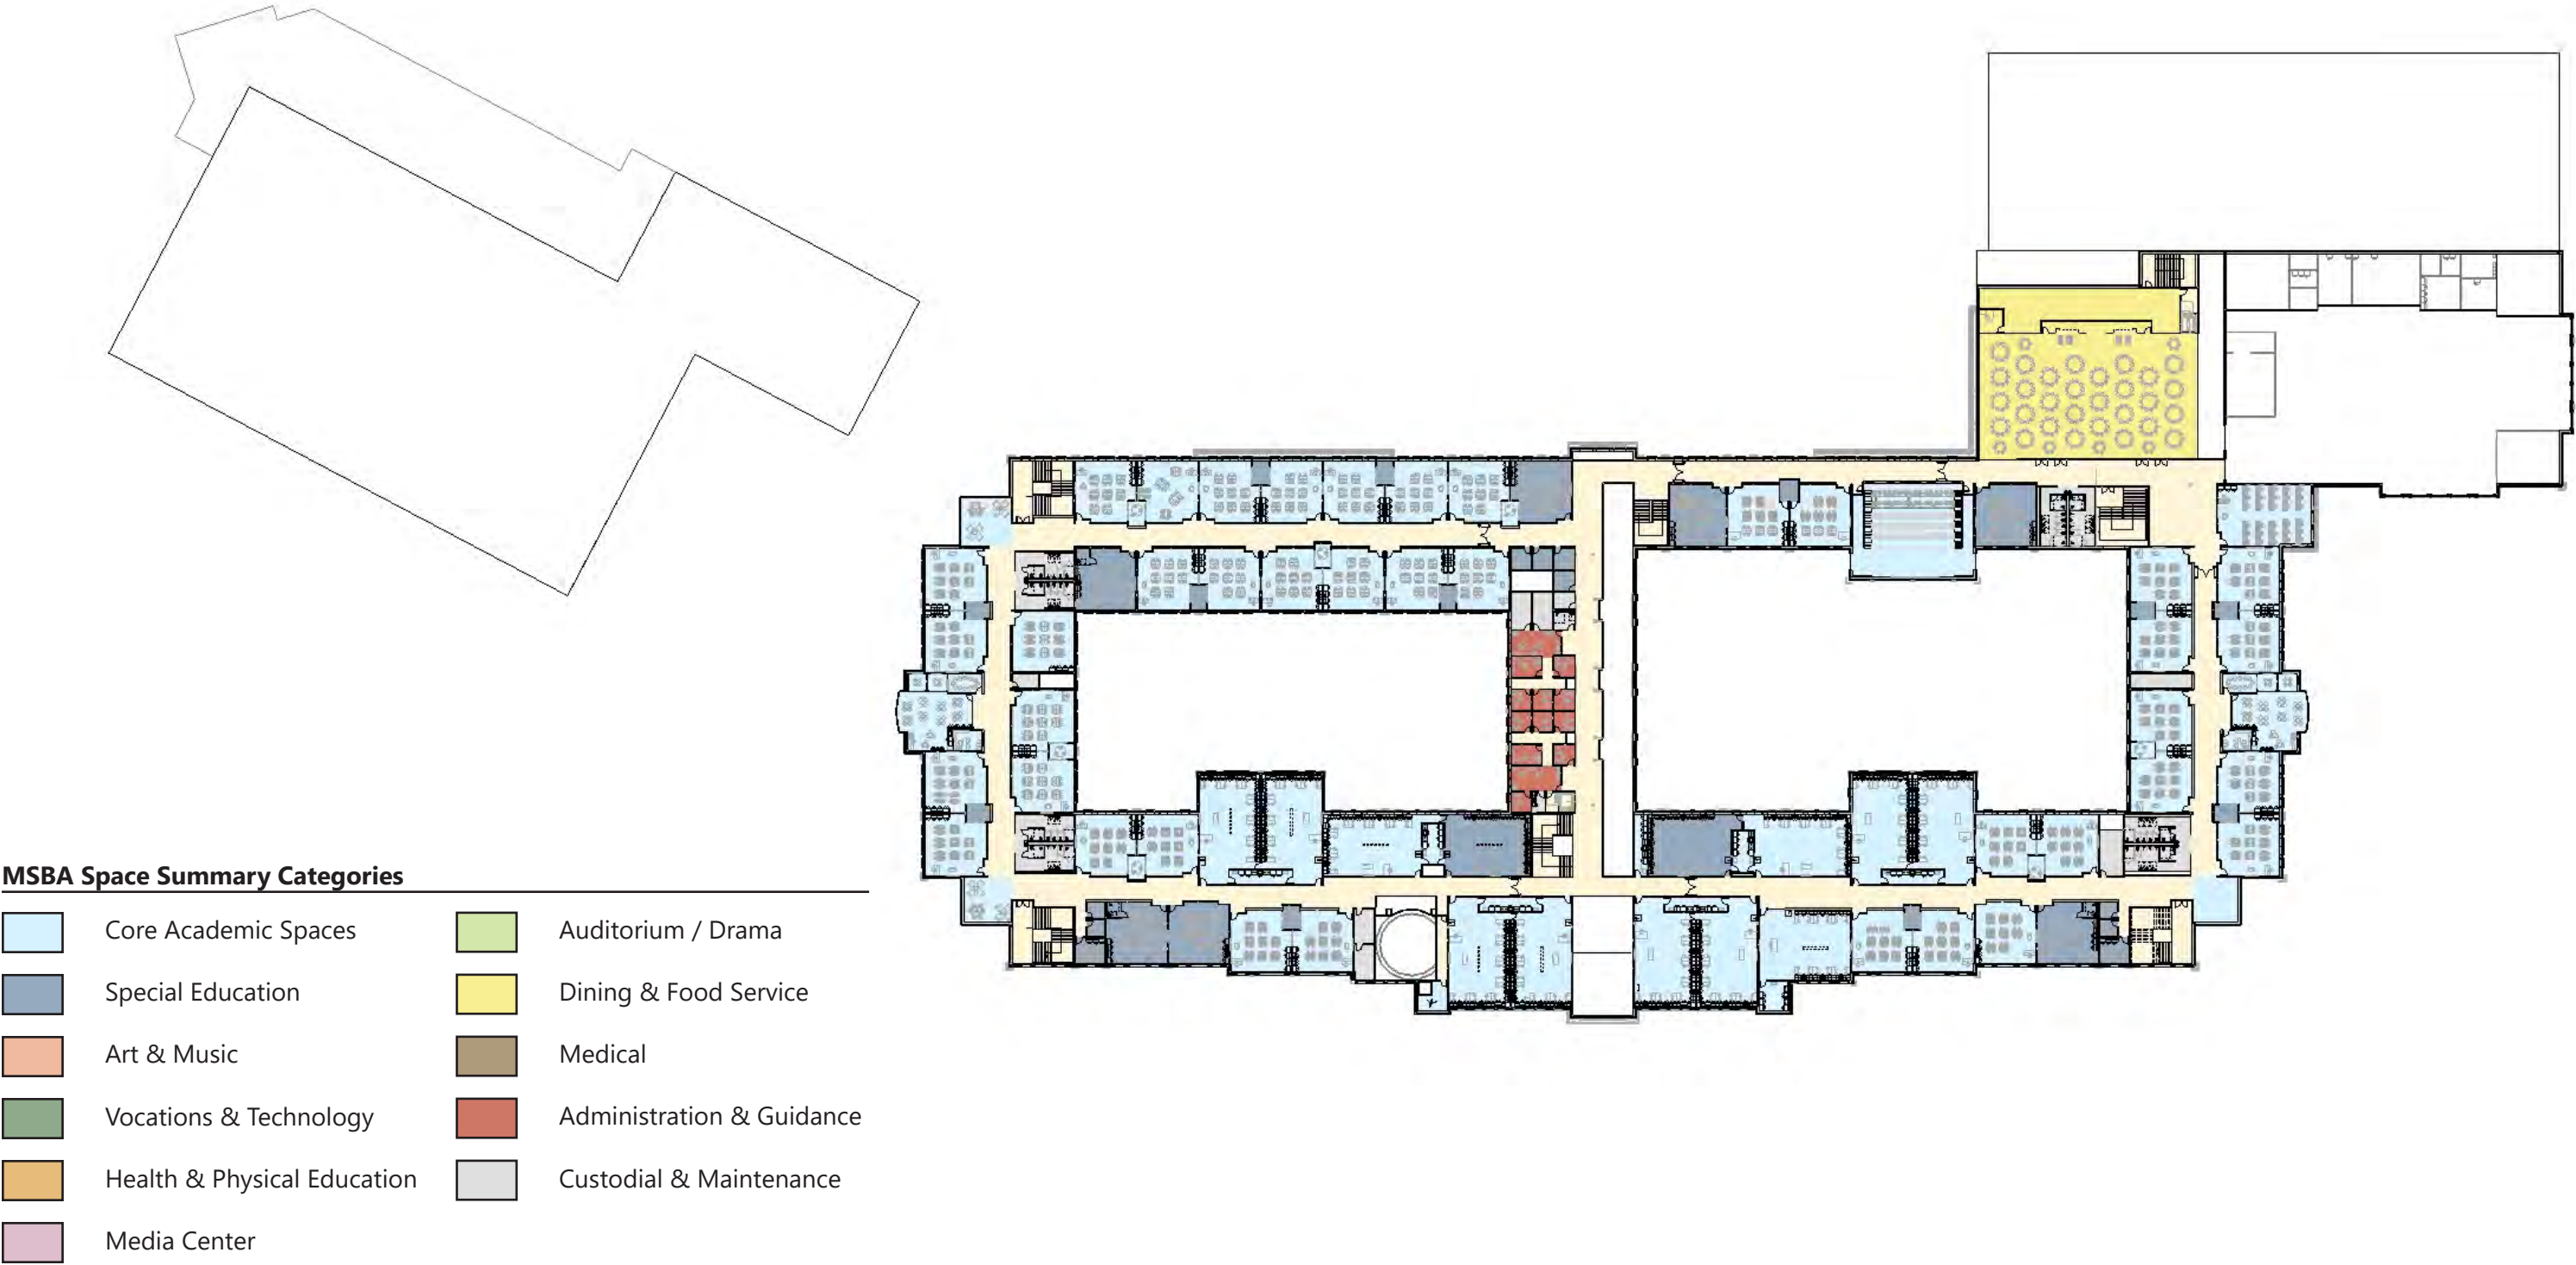 MSBA Space Summary Categories
Core Academic Spaces
Special Education
Art & Music
Vocations & Technology
Health & Physical Education
Media Center
Auditorium / Drama
Dining & Food Service
Medical
Administration & Guidance
Custodial & Maintenance